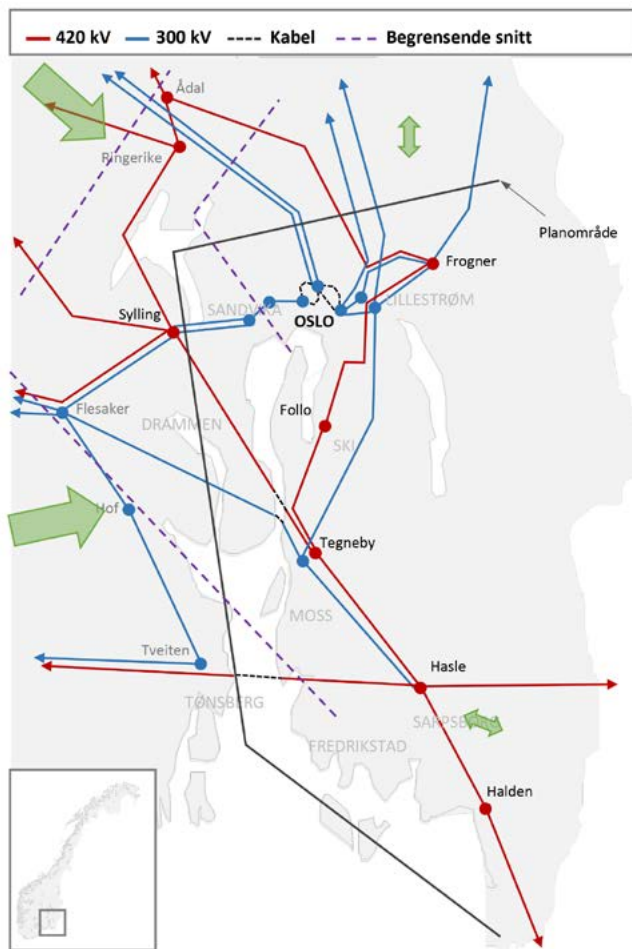 420 kV
300 kV
Kabel
Begrensende snitt
Ådal
Ringerike
Planområde
Frogner
Sylling
SANDVIKA
LILLESTRØM
OSLO
Flesaker
Follo
DRAMMEN
SKI
Hof
Tegneby
MOSS
Tveiten
Hasle
TØNSBERG
SARPSBORG
FREDRIKSTAD
Halden